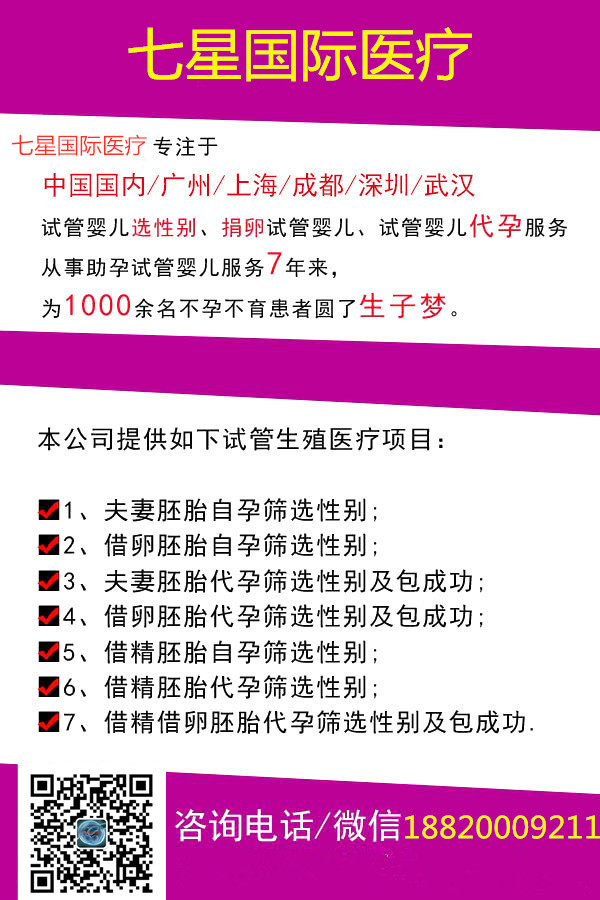 七星国际医疗
七星国际医疗 专注于
中国国内/广州/上海/成都/深圳/武汉
试管婴儿选性别、捐卵试管婴儿、试管婴儿代孕服务
从事助孕试管婴儿服务7年来，
为1000余名不孕不育患者圆了生子梦。
本公司提供如下试管生殖医疗项目：
1、夫妻胚胎自孕筛选性别;
2、借卵胚胎自孕筛选性别;
3、夫妻胚胎代孕筛选性别及包成功;
4、借卵胚胎代孕筛选性别及包成功;
5、借精胚胎自孕筛选性别;
6、借精胚胎代孕筛选性别;
7、借精借卵胚胎代孕筛选性别及包成功.
咨询电话/微信18820009211